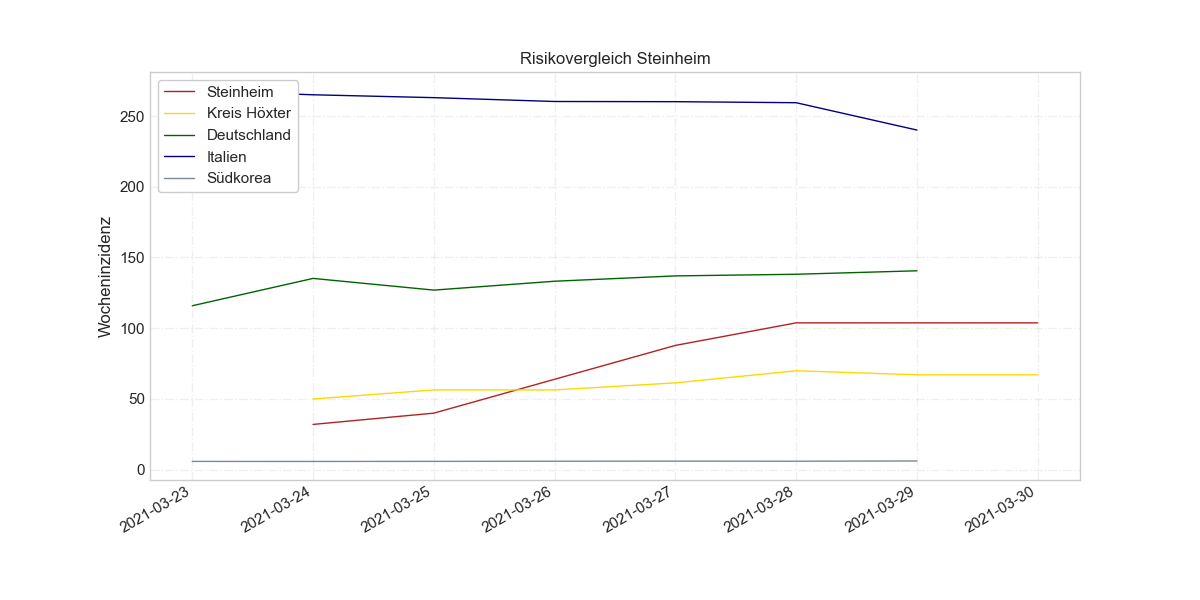 Risikovergleich Steinheim
Steinheim
Kreis Höxter
Deutschland
Italien
Südkorea
Wocheninzidenz
250
200
150
100
50
0
2021-03-23
2021-03-24
2021-03-25
2021-03-26
2021-03-27
2021-03-28
2021-03-29
2021-03-30